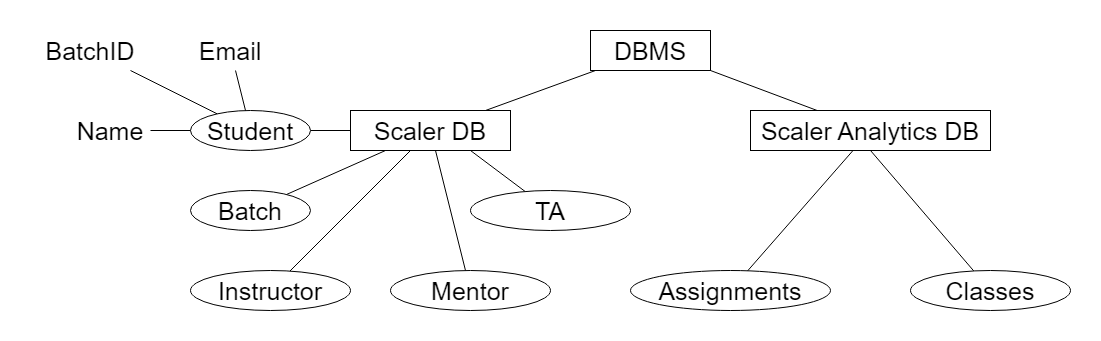 DBMS
BatchID
Email
Name
Student
Scaler DB
Scaler Analytics DB
Batch
TA
Instructor
Mentor
Assignments
Classes